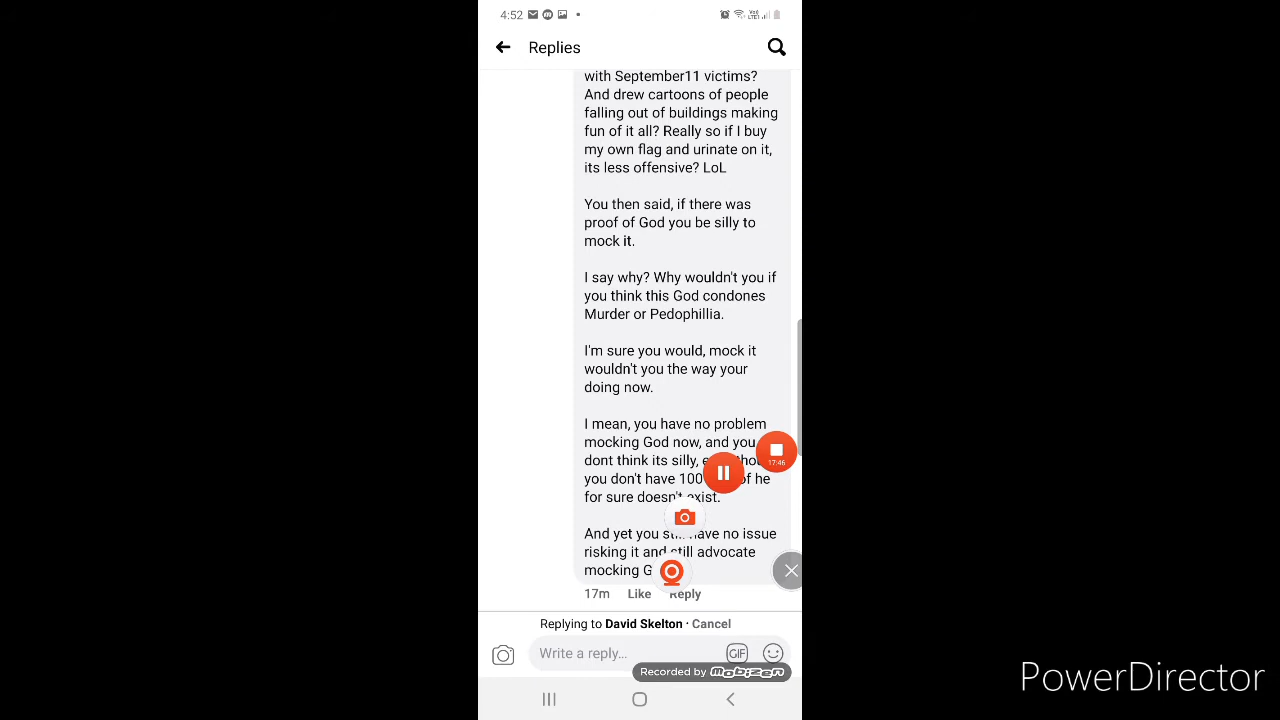 4:52
Replies
with September11 victims?
And drew cartoons of people
falling out of buildings making
fun of it all? Really so if I buy
my own flag and urinate on it,
its less offensive? LoL
You then said, if there was
proof of God you be silly to
mock it.
I say why? Why wouldn't you if
you think this God condones
Murder or Pedophillia.
I'm sure you would, mock it
wouldn't you the way your
doing now.
I mean, you have no problem
mocking God now, and you
dont think its silly,
you don't have 100 of he
for sure doesn't exist.
And yet you still have no issue
risking it and still advocate
mocking
17:46
17m Like Reply
Replying to David Skelton · Cancel
Write a reply... GIF
Recorded by Mobizen
PowerDirector